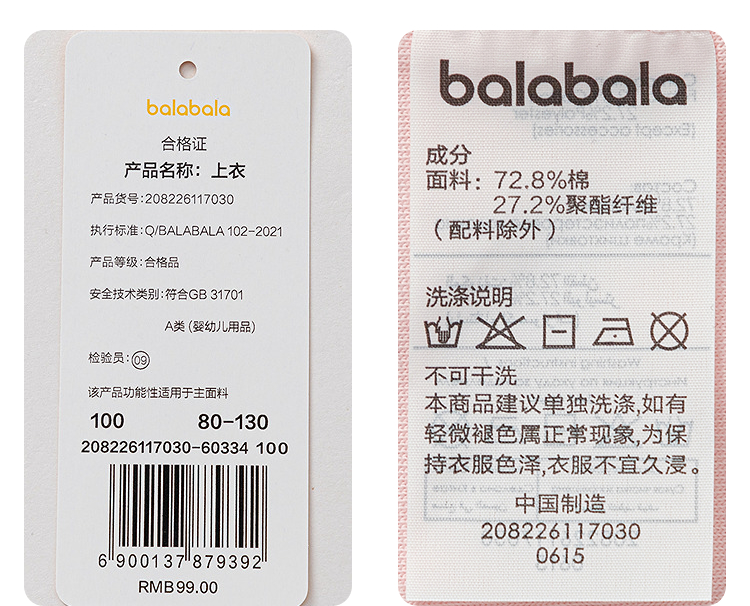 balabala
合格证
产品名称：上衣
产品货号：208226117030
执行标准：Q/BALABALA 102-2021
产品等级：合格品
安全技术类别：符合GB 31701
A类 (婴幼儿用品)
检验员：09
该产品功能性适用于主面料
100 80-130
208226117030-60334 100
6 900137 879392
RMB99.00
balabala
成分
面料：72.8%棉
27.2%聚酯纤维
（配料除外）
洗涤说明
不可干洗
本商品建议单独洗涤,如有
轻微褪色属正常现象,为保
持衣服色泽,衣服不宜久浸。
中国制造
208226117030
0615